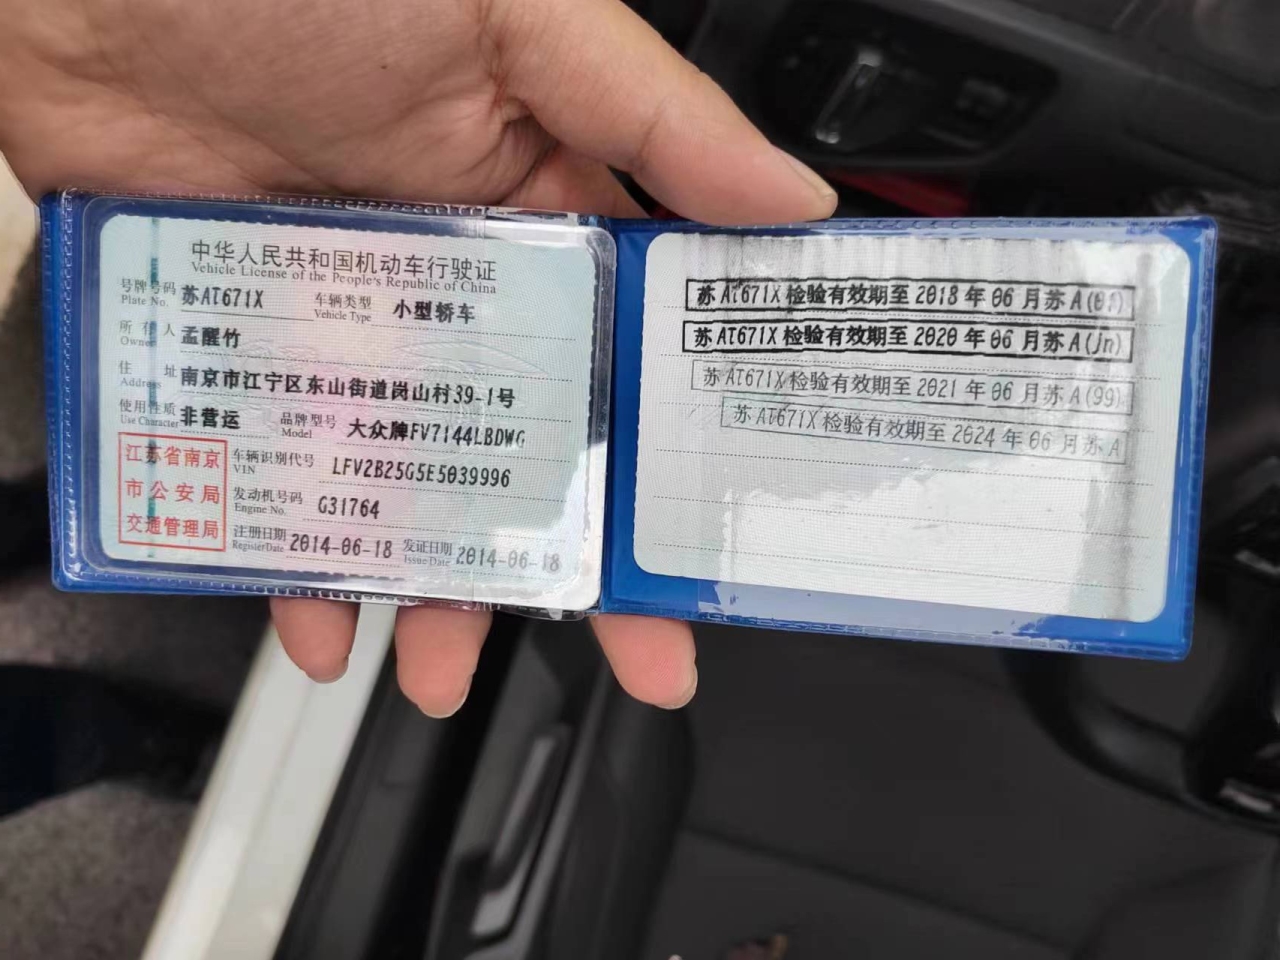 中华人民共和国机动车行驶证
Vehicle License of the People's Republic of China
号牌号码 苏AT671X 车辆类型 小型轿车
Plate No. Vehicle Type
所有人 孟醒竹
Owner
住址 南京市江宁区东山街道岗山村39-1号
Address
使用性质 非营运 品牌型号 大众牌FV7144LBDWG
Use Character Model
江苏省南京
市公安局
交通管理局
车辆识别代号 LFV2B25G5E5039996
VIN
发动机号码 G31764
Engine No.
注册日期 2014-06-18 发证日期 2014-06-18
Register Date Issue Date
苏At671X检验有效期至2018年06月苏A(01)
苏At671X检验有效期至2020年06月苏A(jn)
苏At671X检验有效期至2021年06月苏A(99)
苏At671X检验有效期至2024年06月苏A